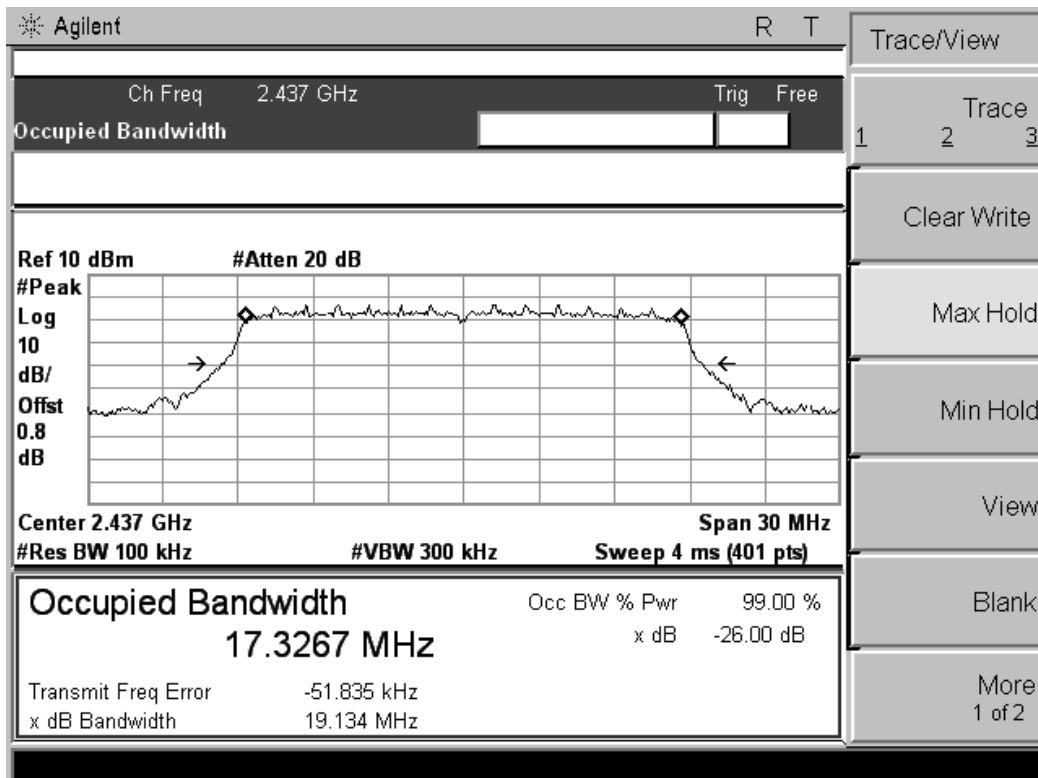 Agilent R T
Ch Freq 2.437 GHz Trig Free
Occupied Bandwidth
Ref 10 dBm #Atten 20 dB
#Peak
Log
10
dB/
Offst
0.8
dB
Center 2.437 GHz Span 30 MHz
#Res BW 100 kHz #VBW 300 kHz Sweep 4 ms (401 pts)
Occupied Bandwidth Occ BW % Pwr 99.00 %
17.3267 MHz x dB -26.00 dB
Transmit Freq Error -51.835 kHz
x dB Bandwidth 19.134 MHz
Trace/View
Trace
1 2 3
Clear Write
Max Hold
Min Hold
View
Blank
More
1 of 2